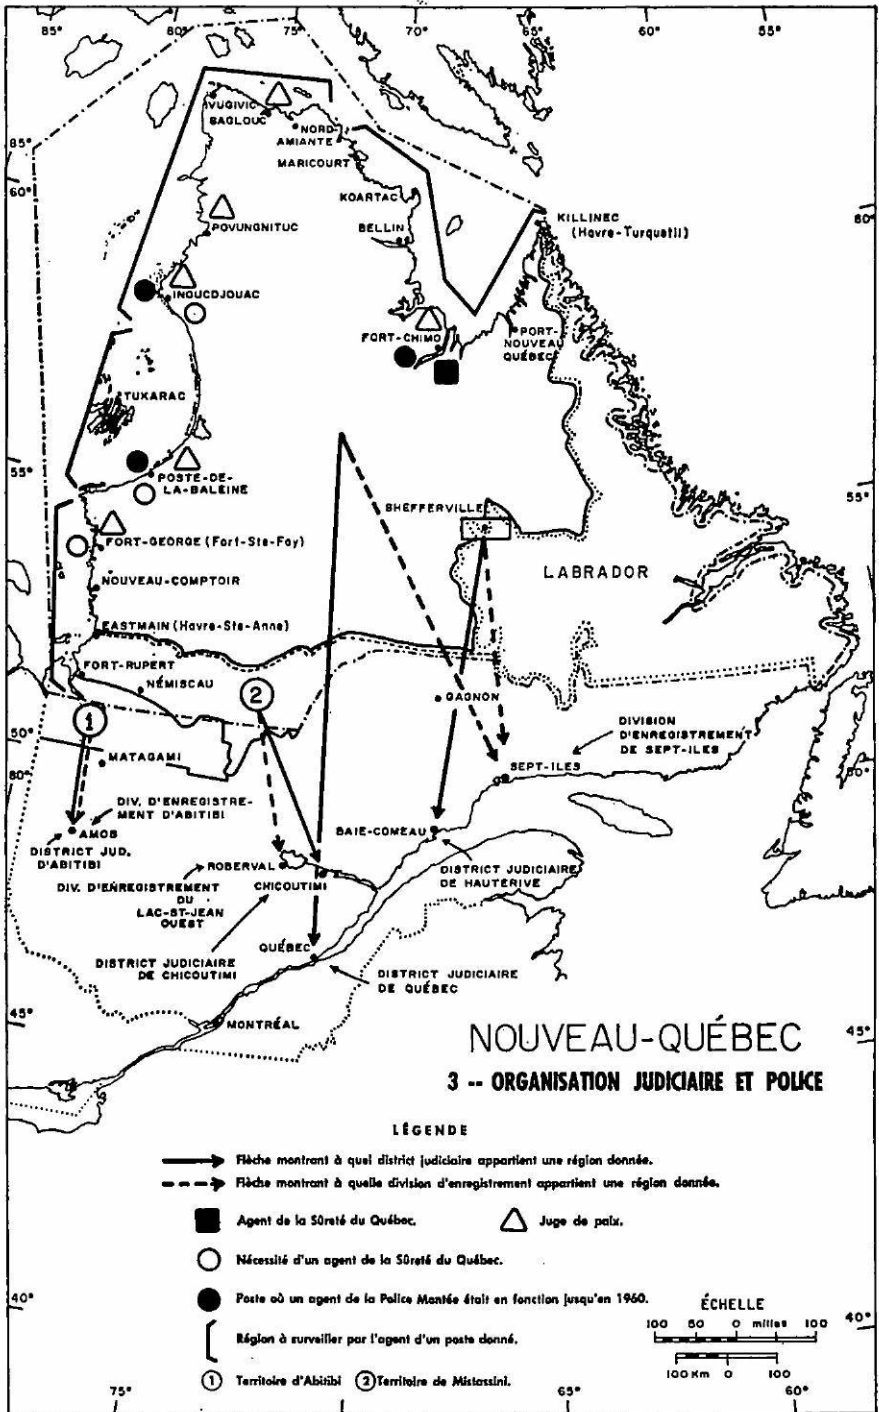 85°
80°
75°
70°
65°
60°
55°
IVUGIVIC
SAGLOUC
NORD-
AMIANTE
MARICOURT
85°
60°
KOARTAC
KILLINEC
(Havre-Turquetil)
60°
POVUNGNITUC
BELLIN
INOUCDJOUAC
FORT-CHIMO
PORT-
NOUVEAU
QUÉBEC
TUKARAC
55°
POSTE-DE-
LA-BALEINE
55°
SHEFFERVILLE
FORT-GEORGE (Fort-Ste-Foy)
LABRADOR
NOUVEAU-COMPTOIR
EASTMAIN (Havre-Ste-Anne)
FORT-RUPERT
NÉMISCAU
2
GAGNON
1
50°
80°
MATAGAMI
DIVISION
D'ENREGISTREMENT
DE SEPT-ILES
SEPT-ILES
50°
DIV. D'ENREGISTRE-
MENT D'ABITIBI
AMOS
DISTRICT JUD.
D'ABITIBI
BAIE-COMEAU
ROBERVAL
CHICOUTIMI
DISTRICT JUDICIAIRE
DE HAUTERIVE
DIV. D'ENREGISTREMENT
DU
LAC-ST-JEAN
OUEST
QUÉBEC
DISTRICT JUDICIAIRE
DE CHICOUTIMI
DISTRICT JUDICIAIRE
DE QUÉBEC
45°
MONTRÉAL
45°
NOUVEAU-QUÉBEC
3 -- ORGANISATION JUDICIAIRE ET POLICE
LÉGENDE
Flèche montrant à quel district judiciaire appartient une région donnée.
Flèche montrant à quelle division d'enregistrement appartient une région donnée.
Agent de la Sûreté du Québec.
Juge de paix.
Nécessité d'un agent de la Sûreté du Québec.
Poste où un agent de la Police Montée était en fonction jusqu'en 1960.
Région à surveiller par l'agent d'un poste donné.
1 Territoire d'Abitibi 2 Territoire de Mistassini.
ÉCHELLE
100 50 0 milles 100
100 Km 0 100
40°
40°
75°
65°
60°